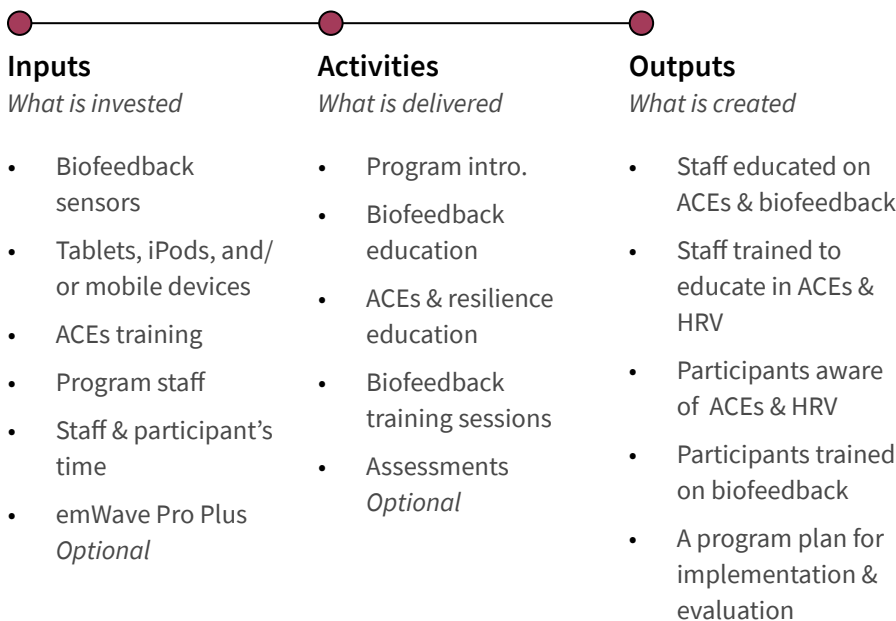 Inputs
What is invested
• Biofeedback
sensors
• Tablets, iPods, and/
or mobile devices
• ACEs training
• Program staff
• Staff & participant’s
time
• emWave Pro Plus
Optional
Activities
What is delivered
• Program intro.
• Biofeedback
education
• ACEs & resilience
education
• Biofeedback
training sessions
• Assessments
Optional
Outputs
What is created
• Staff educated on
ACEs & biofeedback
• Staff trained to
educate in ACEs &
HRV
• Participants aware
of ACEs & HRV
• Participants trained
on biofeedback
• A program plan for
implementation &
evaluation